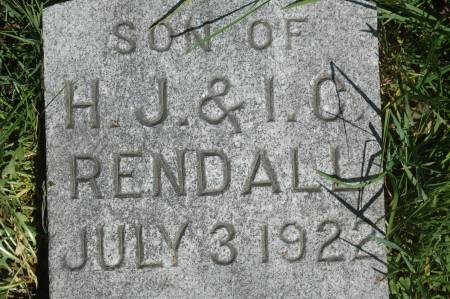 SON OF
H. J. & I. C.
RENDALL
JULY 3 1922